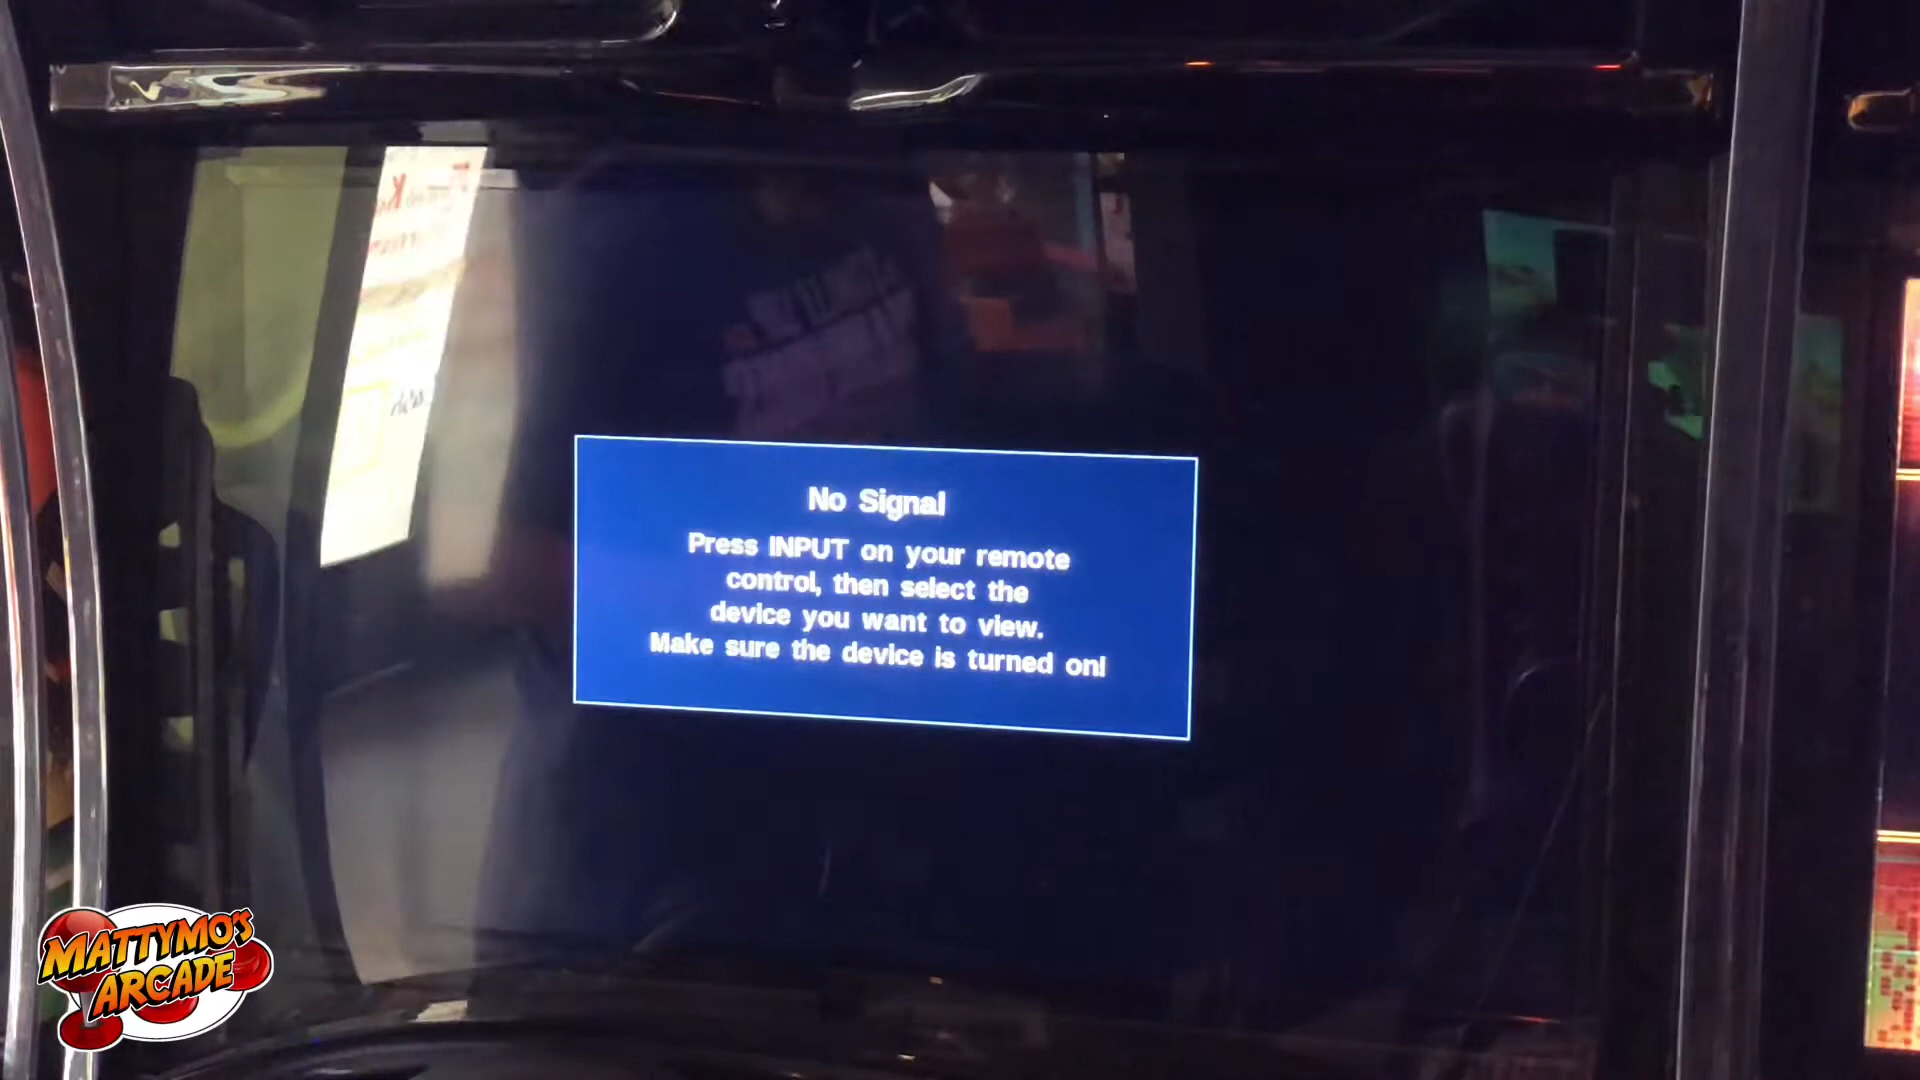 No Signal
Press INPUT on your remote
control, then select the
device you want to view.
Make sure the device is turned on!
MATTYMO'S
ARCADE